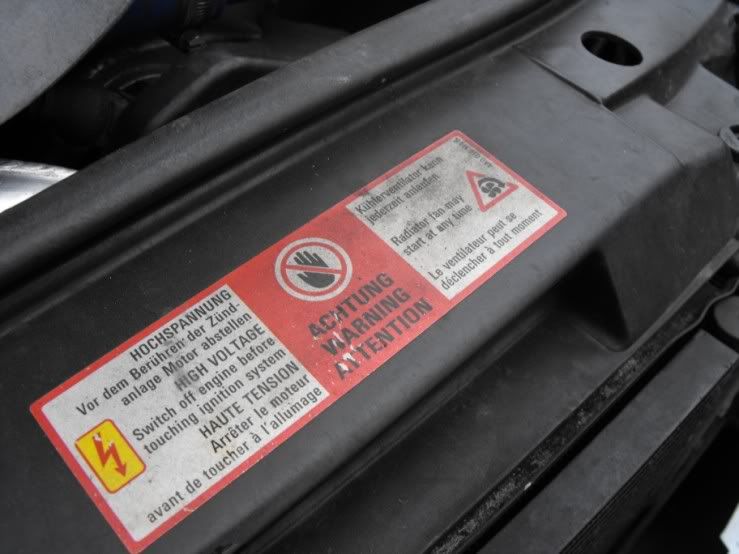 HOCHSPANNUNG
Vor dem Berühren der Zünd-
anlage Motor abstellen
HIGH VOLTAGE
Switch off engine before
touching ignition system
HAUTE TENSION
Arrêter le moteur
avant de toucher à l'allumage
ACHTUNG
WARNING
ATTENTION
Kühlerventilator kann
jederzeit anlaufen
Radiator fan may
start at any time
Le ventilateur peut se
déclencher à tout moment